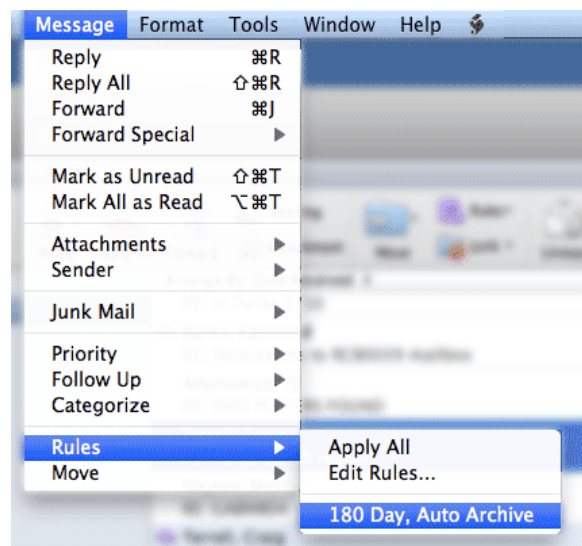 Message Format Tools Window Help
Reply ⌘R
Reply All ⇧⌘R
Forward ⌘J
Forward Special
Mark as Unread ⇧⌘T
Mark All as Read ⌥⌘T
Attachments
Sender
Junk Mail
Priority
Follow Up
Categorize
Rules
Move
Apply All
Edit Rules...
180 Day, Auto Archive